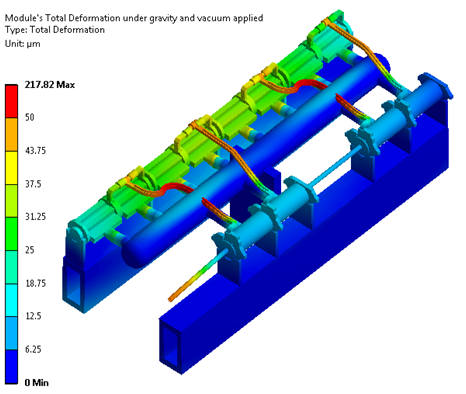 Module's Total Deformation under gravity and vacuum applied
Type: Total Deformation
Unit: μm
217.82 Max
50
43.75
37.5
31.25
25
18.75
12.5
6.25
0 Min